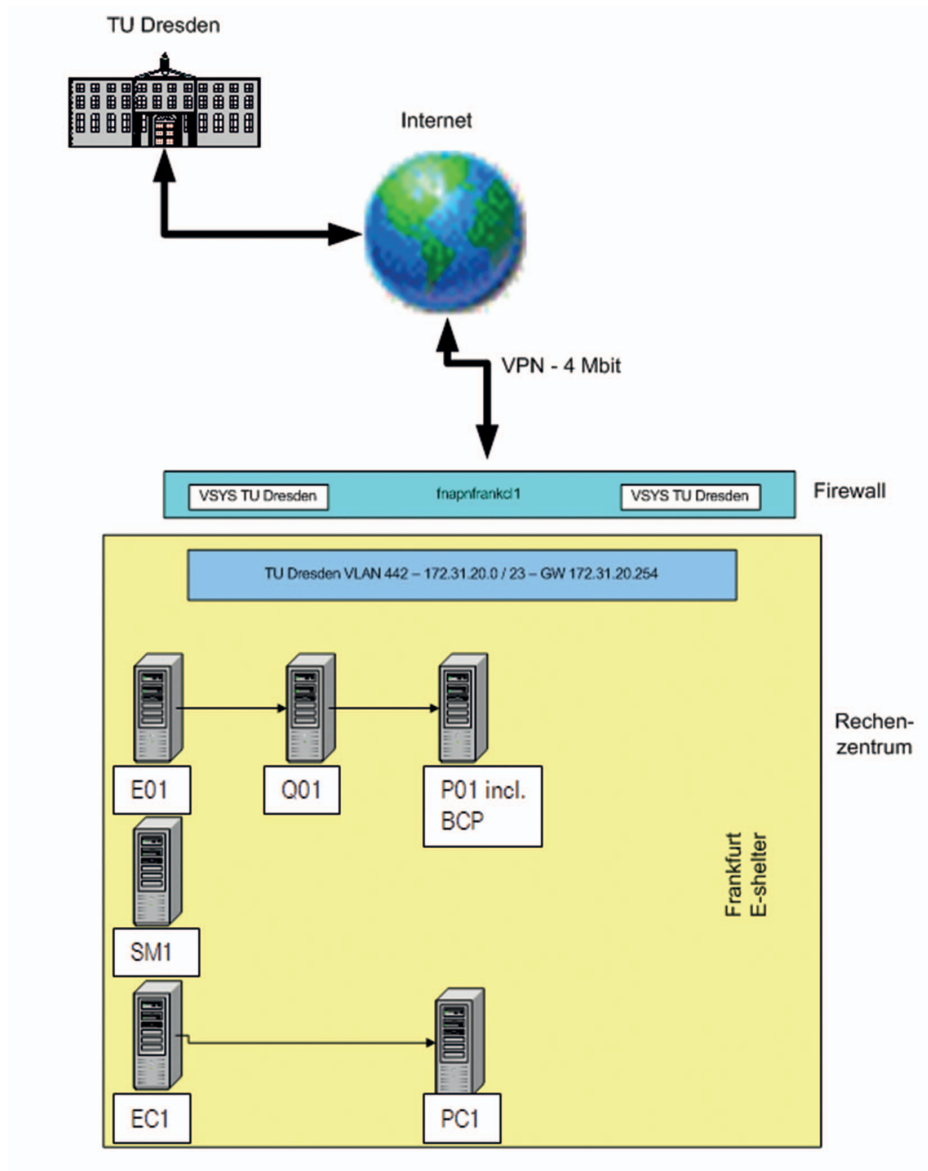 TU Dresden
Internet
VPN - 4 Mbit
VSYS TU Dresden
fnapnfrankcl1
VSYS TU Dresden
Firewall
TU Dresden VLAN 442 – 172.31.20.0 / 23 – GW 172.31.20.254
E01
Q01
P01 incl.
BCP
Rechen-
zentrum
SM1
Frankfurt
E-shelter
EC1
PC1